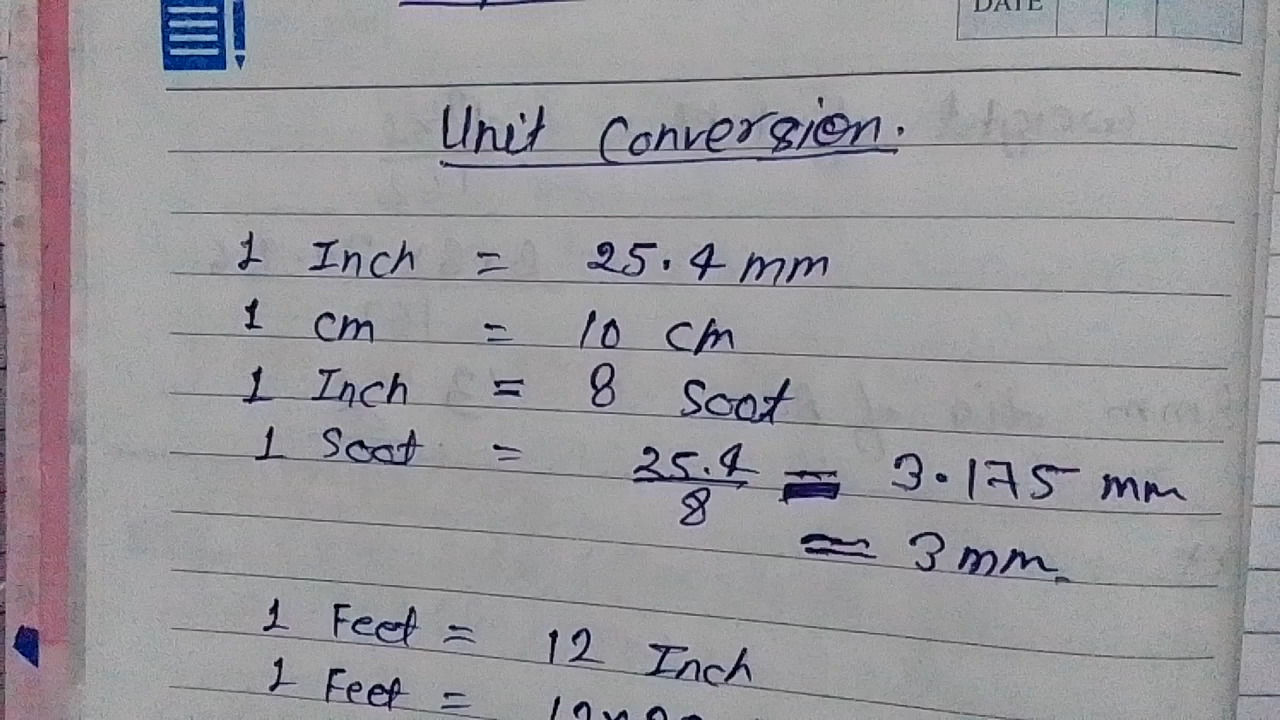 DATE
Unit Conversion.
1 Inch = 25.4 mm
1 cm = 10 cm
1 Inch = 8 Soot
1 Soot = 25.4/8 = 3.175 mm
≈ 3 mm.
1 Feet = 12 Inch
1 Feet =